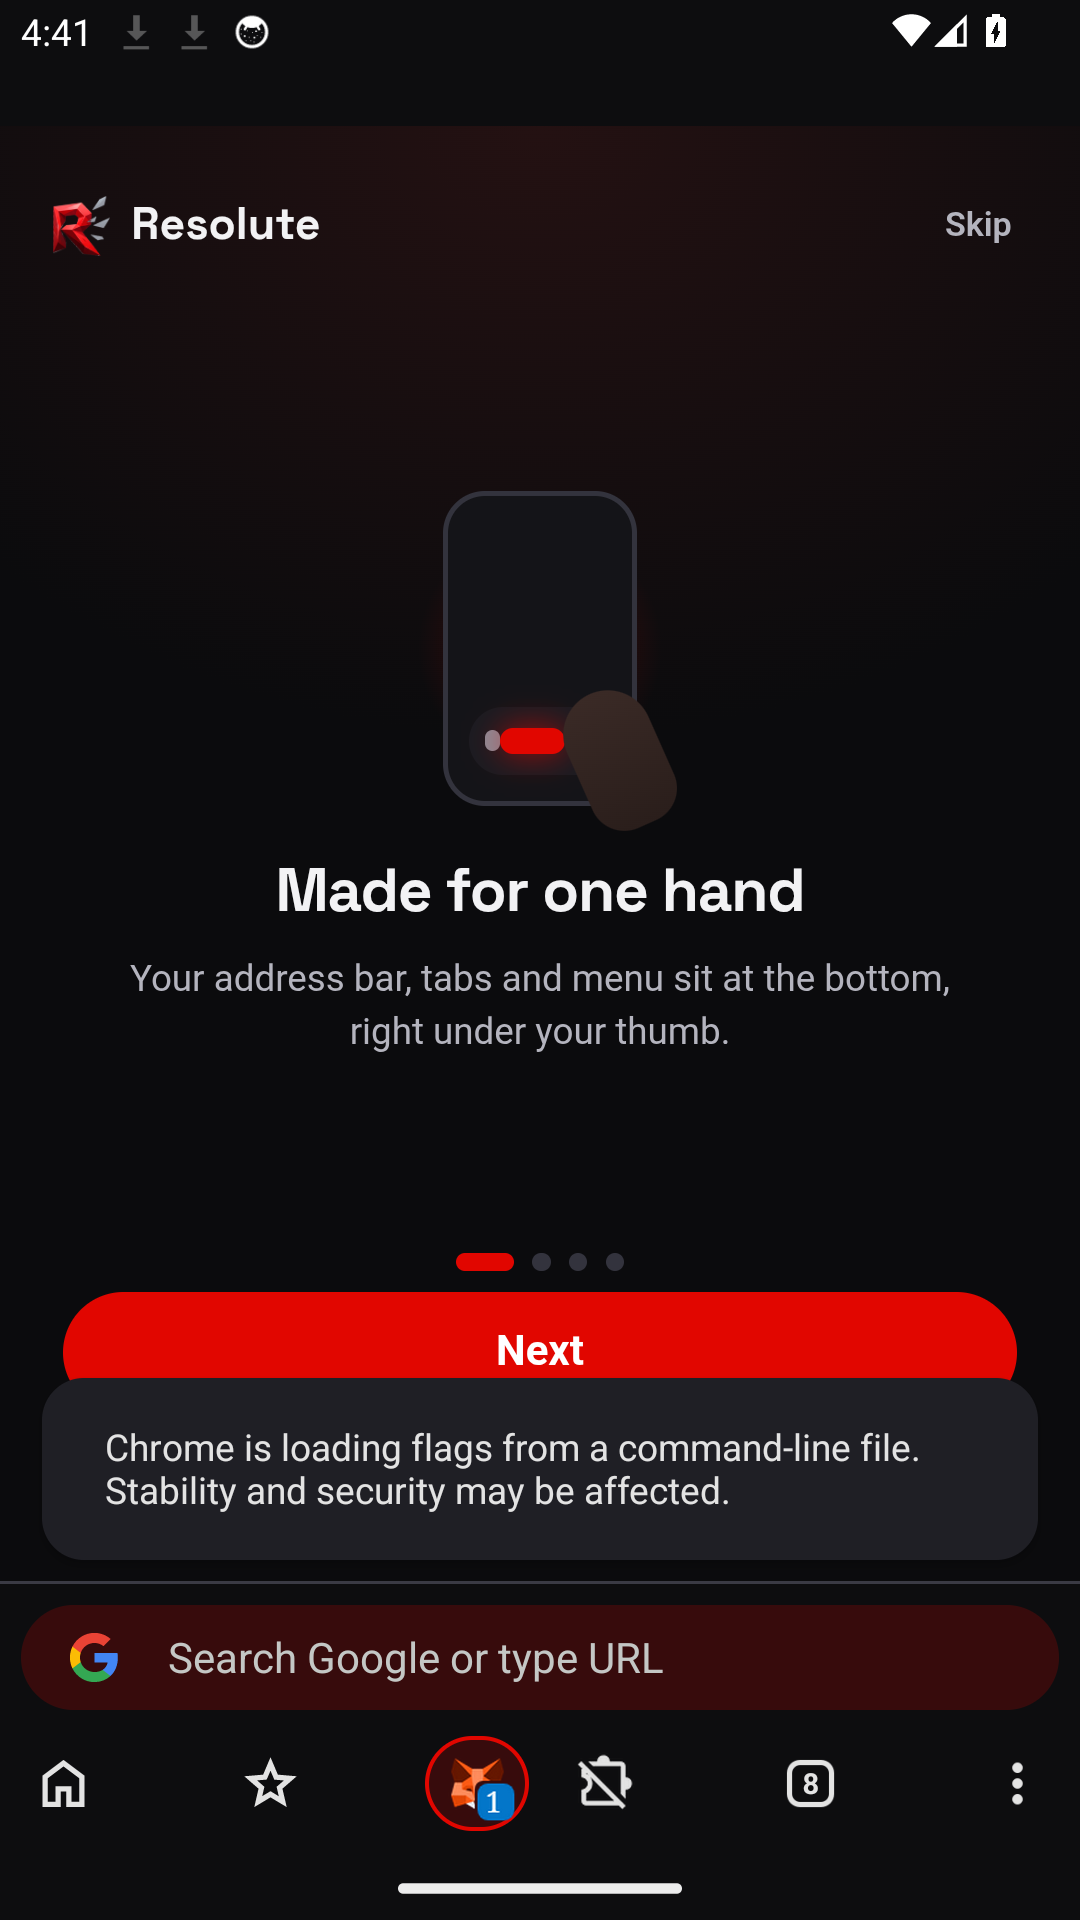 4:41
Resolute
Skip
Made for one hand
Your address bar, tabs and menu sit at the bottom,
right under your thumb.
Next
Chrome is loading flags from a command-line file.
Stability and security may be affected.
Search Google or type URL
1
8